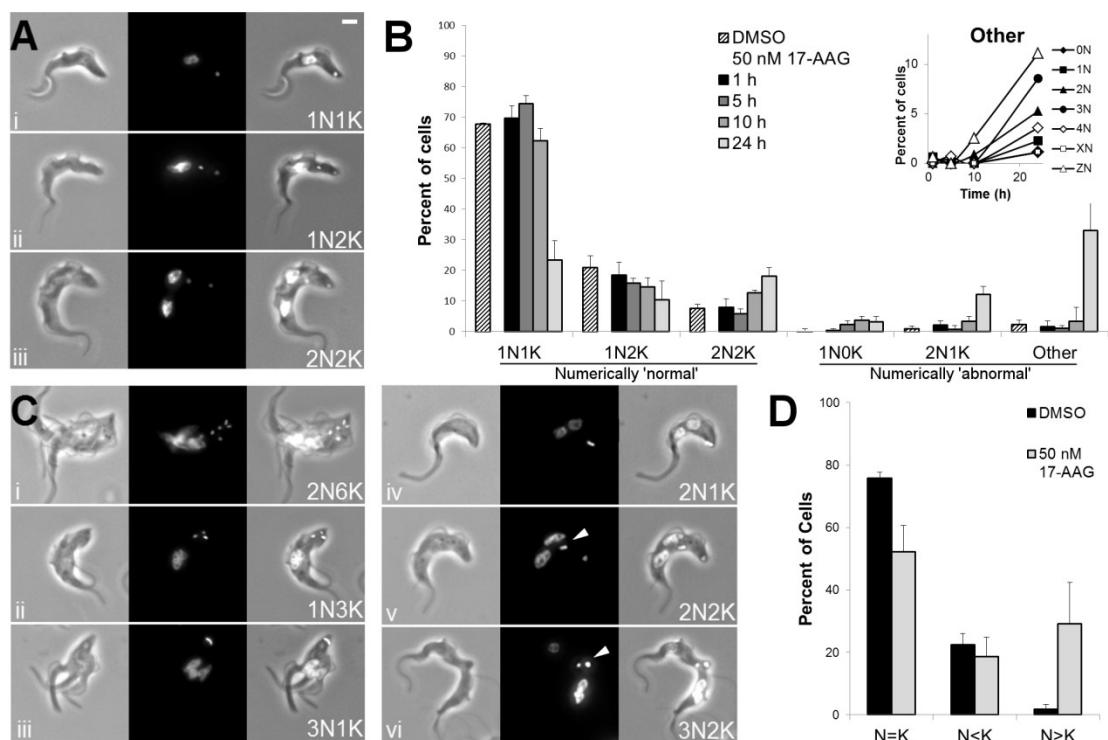 A
i
1N1K
ii
1N2K
iii
2N2K
B
Percent of cells
100
90
80
70
60
50
40
30
20
10
0
DMSO
50 nM 17-AAG
1 h
5 h
10 h
24 h
1N1K 1N2K 2N2K 1N0K 2N1K Other
Numerically 'normal' Numerically 'abnormal'
Other
Percent of cells
10
5
0
0 10 20
Time (h)
0N
1N
2N
3N
4N
XN
ZN
C
i
2N6K
ii
1N3K
iii
3N1K
iv
2N1K
v
2N2K
vi
3N2K
D
Percent of Cells
100
80
60
40
20
0
DMSO
50 nM
17-AAG
N=K N<K N>K